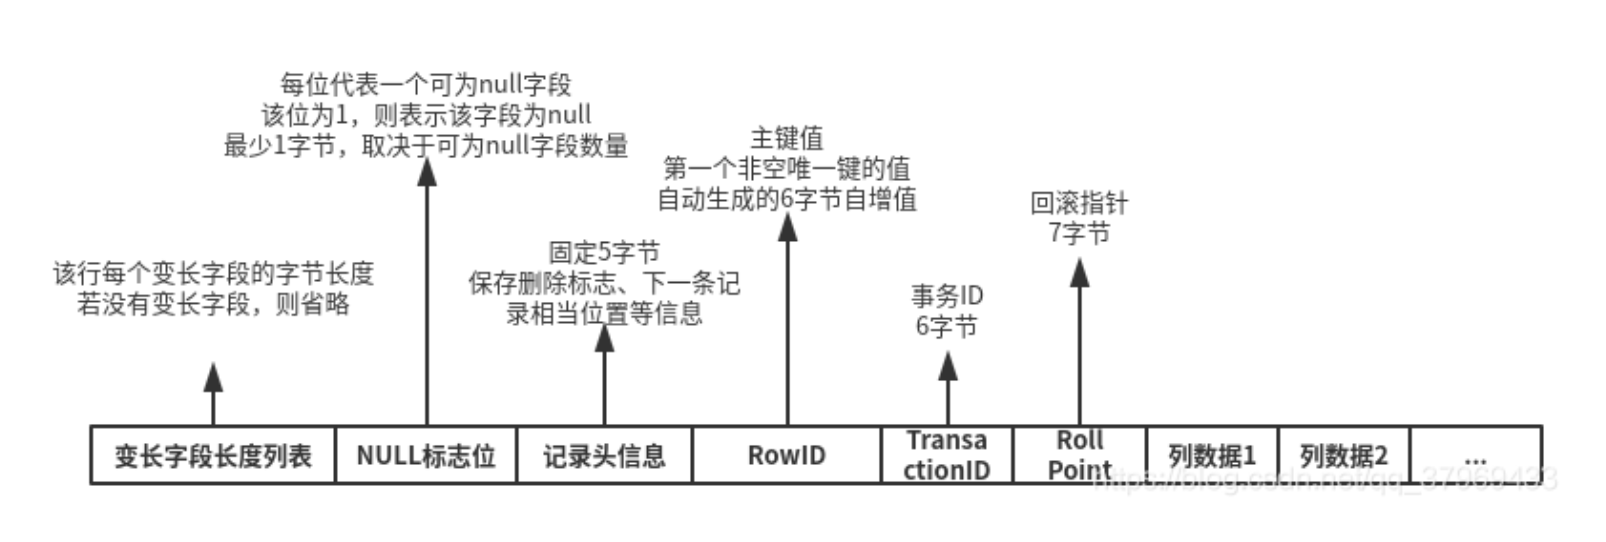 每位代表一个可为null字段
该位为1，则表示该字段为null
最少1字节，取决于可为null字段数量
主键值
第一个非空唯一键的值
自动生成的6字节自增值
回滚指针
7字节
固定5字节
保存删除标志、下一条记
录相当位置等信息
该行每个变长字段的字节长度
若没有变长字段，则省略
事务ID
6字节
变长字段长度列表
NULL标志位
记录头信息
RowID
Transa
ctionID
Roll
Point
列数据1
列数据2
...
https://blog.csdn.net/qq_37969433